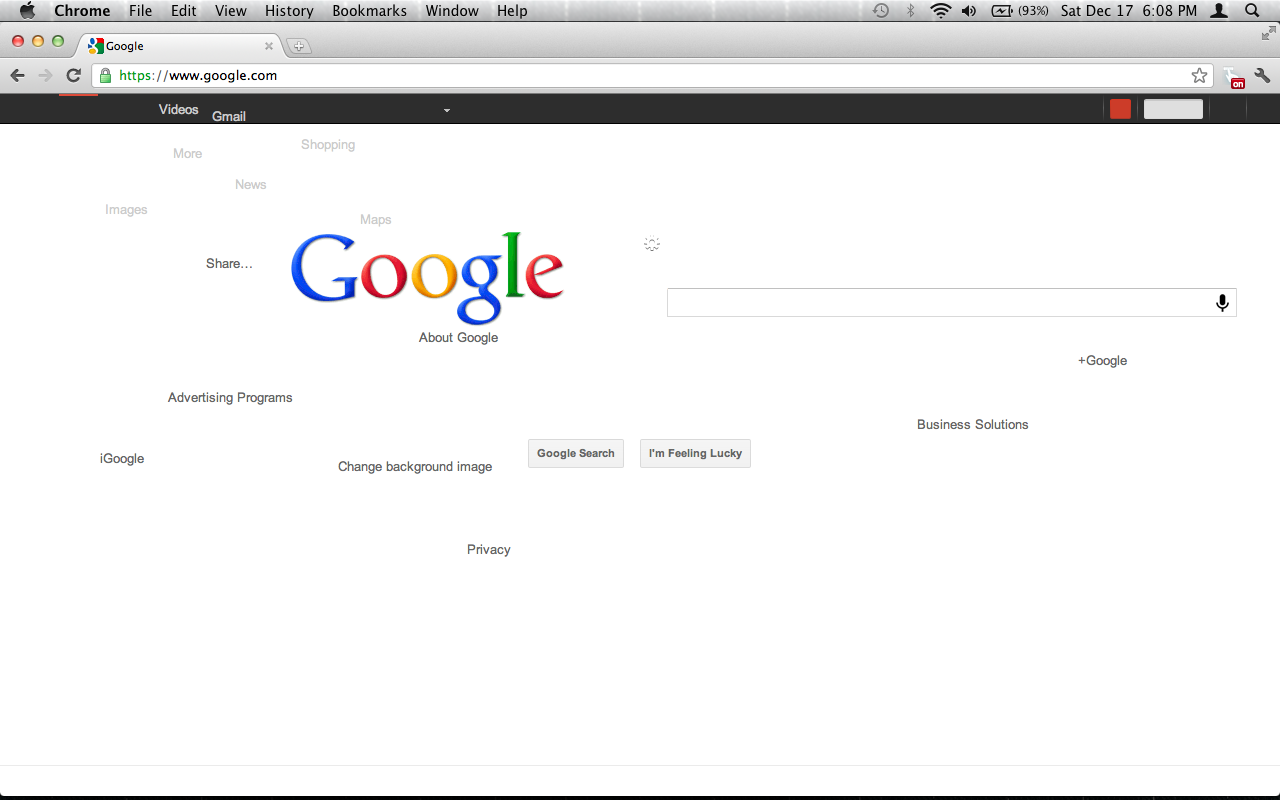 Chrome File Edit View History Bookmarks Window Help (93%) Sat Dec 17 6:08 PM
Google
https://www.google.com
on
Videos
Gmail
Shopping
More
News
Images
Maps
Google
Share…
About Google
+Google
Advertising Programs
Business Solutions
Google Search I'm Feeling Lucky
iGoogle
Change background image
Privacy